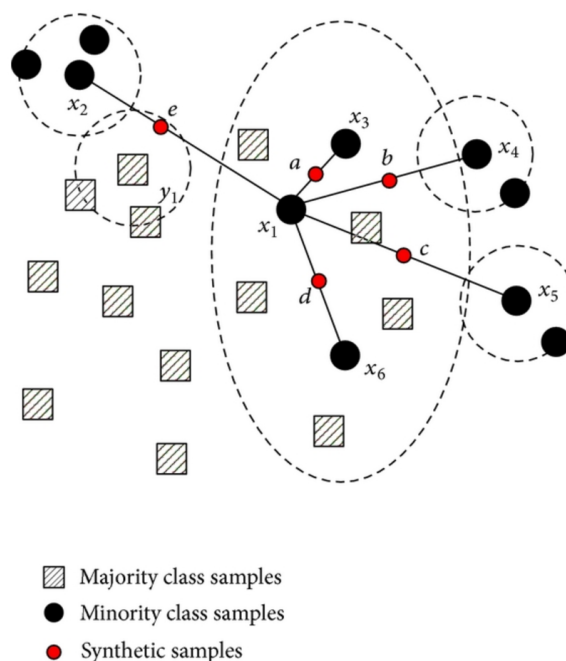 x2
e
x3
a
b
x4
y1
x1
c
d
x5
x6
Majority class samples
Minority class samples
Synthetic samples